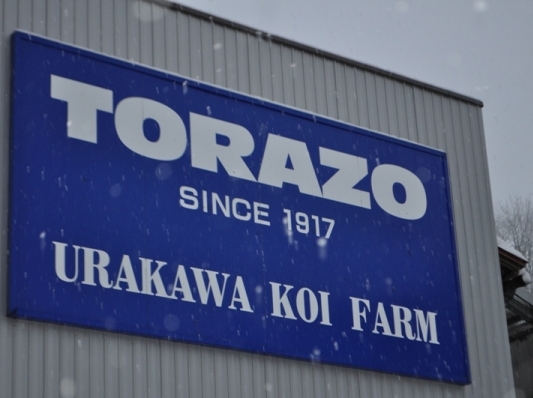 TORAZO
SINCE 1917
URAKAWA KOI FARM